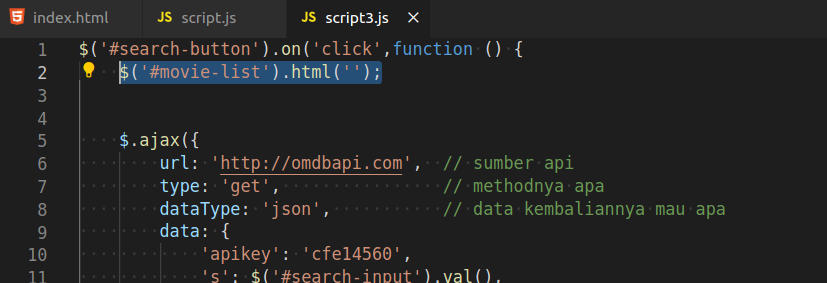 index.html JS script.js JS script3.js
1 $('#search-button').on('click',function () {
2 $('#movie-list').html('');
3
4
5 $.ajax({
6 url: 'http://omdbapi.com', // sumber api
7 type: 'get', // methodnya apa
8 dataType: 'json', // data kembaliannya mau apa
9 data: {
10 'apikey': 'cfe14560',
11 's': $('#search-input').val(),